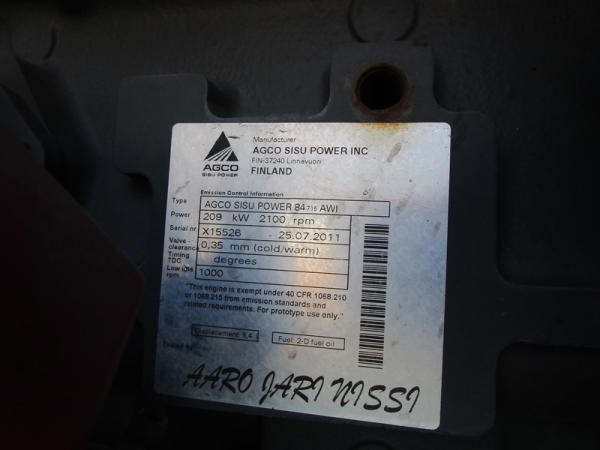 Manufacturer
AGCO SISU POWER INC
FIN-37240 Linnavuori
FINLAND
AGCO
SISU POWER
Emission Control Information
Type AGCO SISU POWER 84 AWI
Power 209 kW 2100 rpm
Serial nr X15526 - 25.07.2011
Valve-clearance 0,35 mm (cold/warm)
Timing TDC degrees
Low idle rpm 1000
"This engine is exempt under 40 CFR 1068.210
or 1068.215 from emission standards and
related requirements. For prototype use only."
Displacement: 8,4 l Fuel: 2-D fuel oil
AARO JARI NISSI